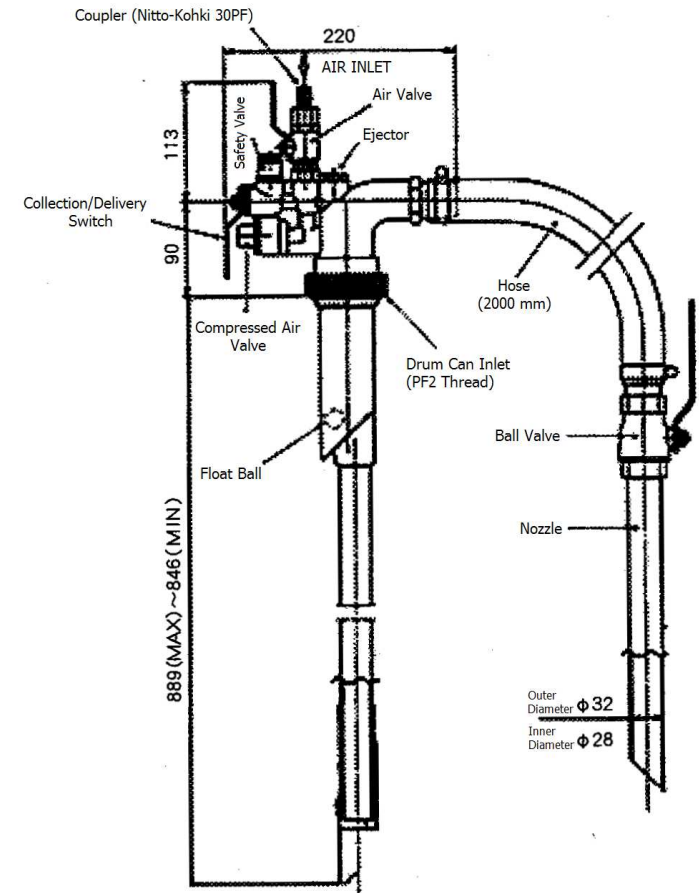 Coupler (Nitto-Kohki 30PF)
220
AIR INLET
Air Valve
Safety Valve
Ejector
113
Collection/Delivery
Switch
90
Hose
(2000 mm)
Compressed Air
Valve
Drum Can Inlet
(PF2 Thread)
Ball Valve
Float Ball
Nozzle
889(MAX)~846(MIN)
Outer
Diameter ϕ32
Inner
Diameter ϕ28